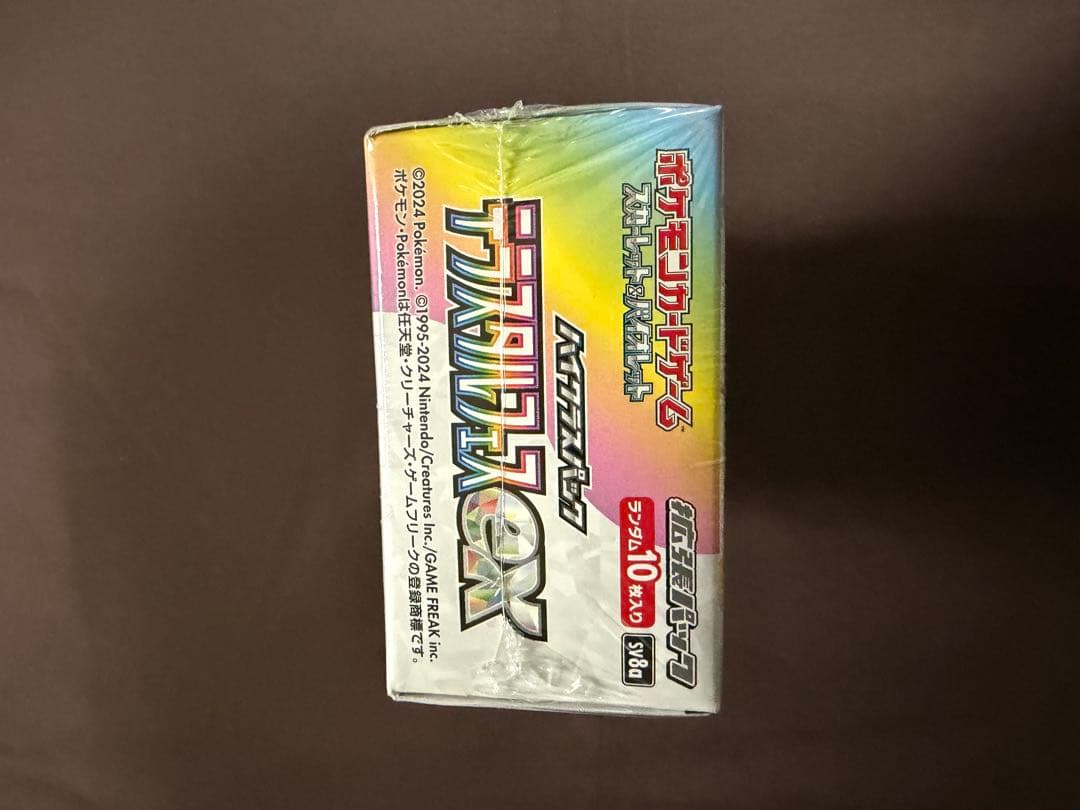 ポケモンカードゲーム™
スカーレット&バイオレット
拡張パック
ランダム10枚入り
SV8a
ハイクラスパック
テラスタルフェスex
©2024 Pokémon. ©1995-2024 Nintendo/Creatures Inc./GAME FREAK inc.
ポケモン・Pokémonは任天堂・クリーチャーズ・ゲームフリークの登録商標です。